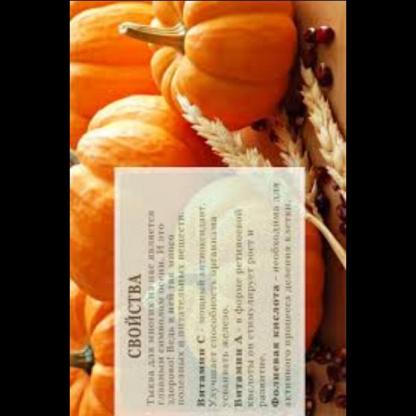 СВОЙСТВА
Тыква для многих из нас является
главным символом осени. И это
здорово! Ведь в ней так много
полезных и питательных веществ.
Витамин С - мощный антиоксидант.
Улучшает способность организма
усваивать железо.
Витамин А - в форме ретиноевой
кислоты он стимулирует рост и
развитие.
Фолиевая кислота - необходима для
активного процесса деления клетки.